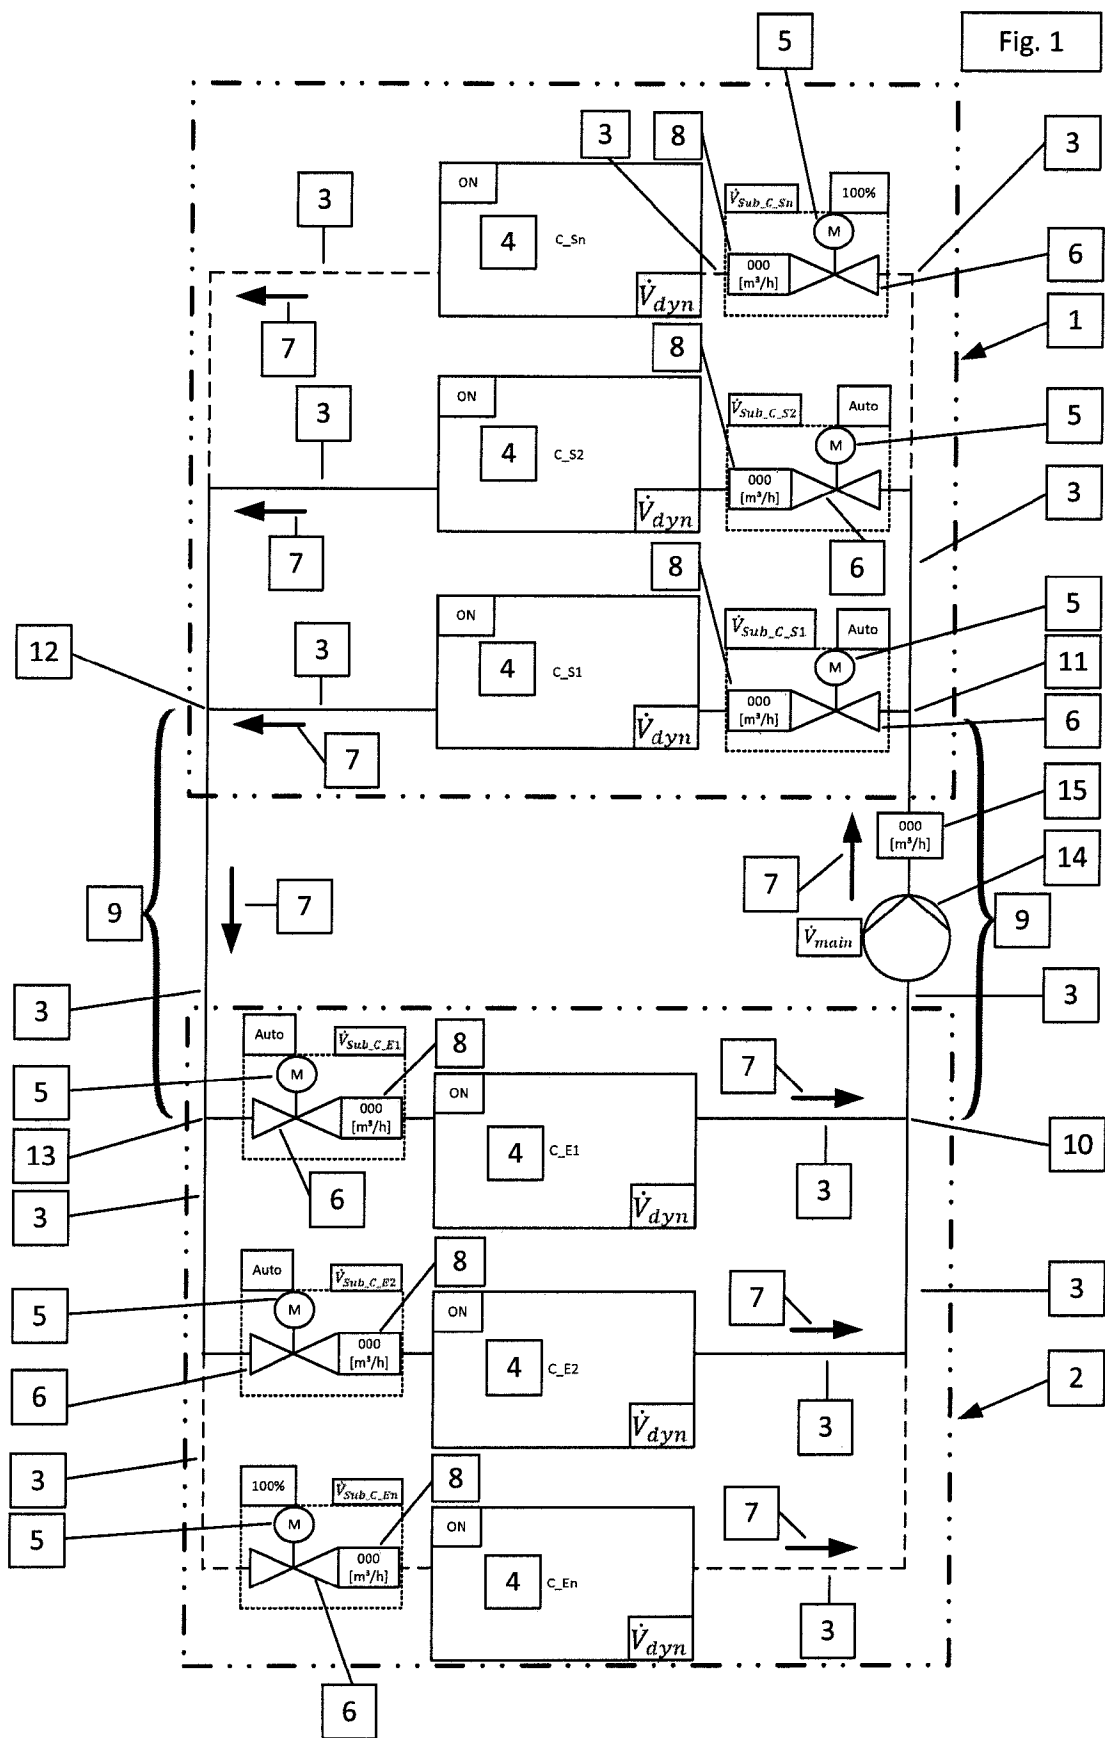 5
Fig. 1
3
8
3
3
ON
4
C_Sn
V̇dyn
V̇Sub_C_Sn
100%
M
000
[m³/h]
6
7
8
1
3
ON
4
C_S2
V̇dyn
V̇Sub_C_S2
Auto
M
5
000
[m³/h]
3
7
8
6
12
3
ON
4
C_S1
V̇dyn
V̇Sub_C_S1
Auto
M
5
11
000
[m³/h]
6
7
15
000
[m³/h]
7
14
9
7
V̇main
9
3
3
Auto
V̇Sub_C_E1
8
5
M
000
[m³/h]
ON
4
C_E1
V̇dyn
7
13
10
6
3
3
Auto
V̇Sub_C_E2
8
5
M
000
[m³/h]
ON
4
C_E2
V̇dyn
7
3
6
2
3
3
100%
V̇Sub_C_En
8
5
M
000
[m³/h]
ON
4
C_En
V̇dyn
7
3
6